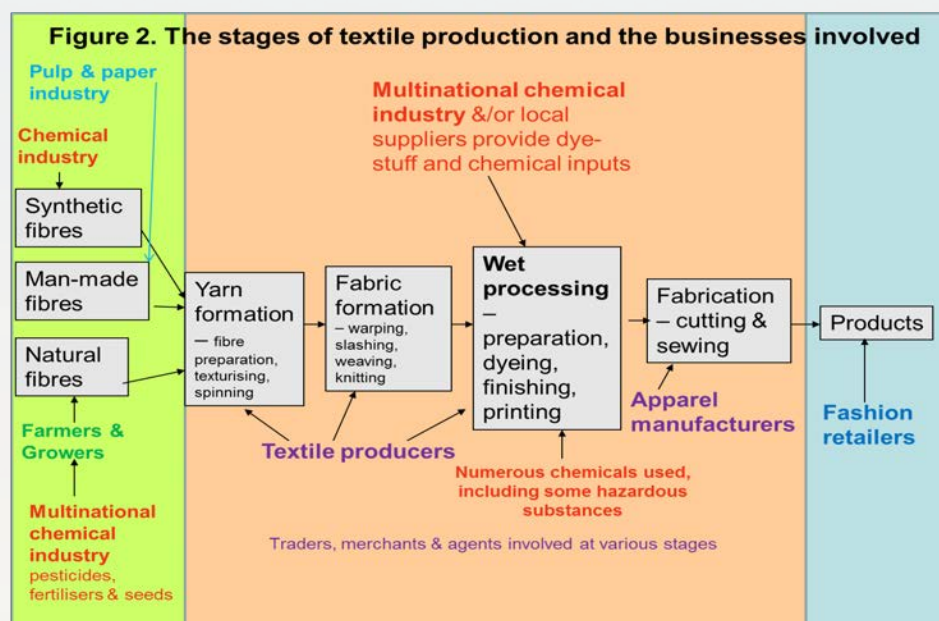 Figure 2. The stages of textile production and the businesses involved
Pulp & paper
industry
Chemical
industry
Synthetic
fibres
Man-made
fibres
Natural
fibres
Farmers &
Growers
Multinational
chemical
industry
pesticides,
fertilisers & seeds
Yarn
formation
— fibre
preparation,
texturising,
spinning
Fabric
formation
– warping,
slashing,
weaving,
knitting
Textile producers
Multinational chemical
industry &/or local
suppliers provide dye-
stuff and chemical inputs
Wet
processing
–
preparation,
dyeing,
finishing,
printing
Numerous chemicals used,
including some hazardous
substances
Traders, merchants & agents involved at various stages
Fabrication
– cutting &
sewing
Apparel
manufacturers
Products
Fashion
retailers